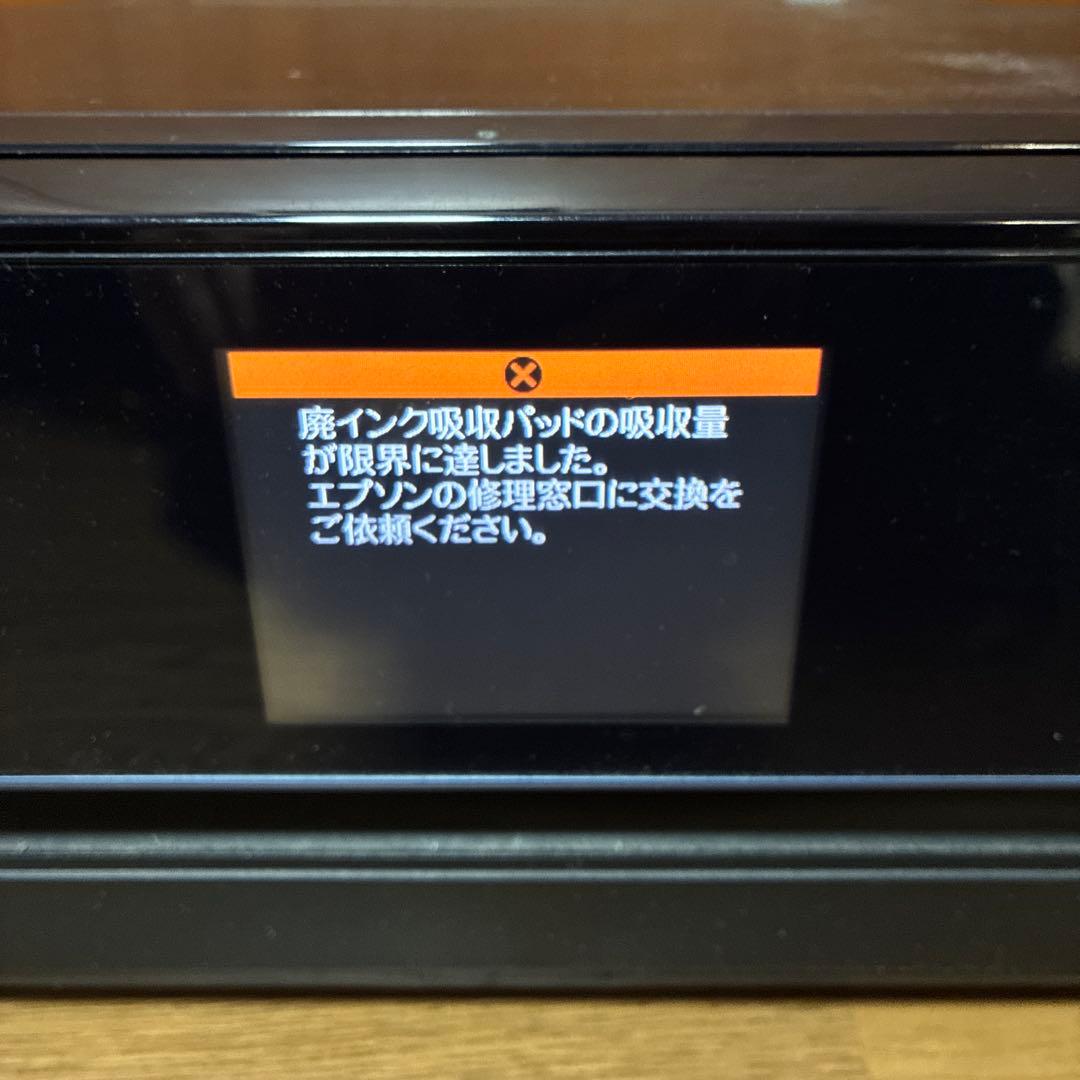 廃インク吸収パッドの吸収量
が限界に達しました。
エプソンの修理窓口に交換を
ご依頼ください。